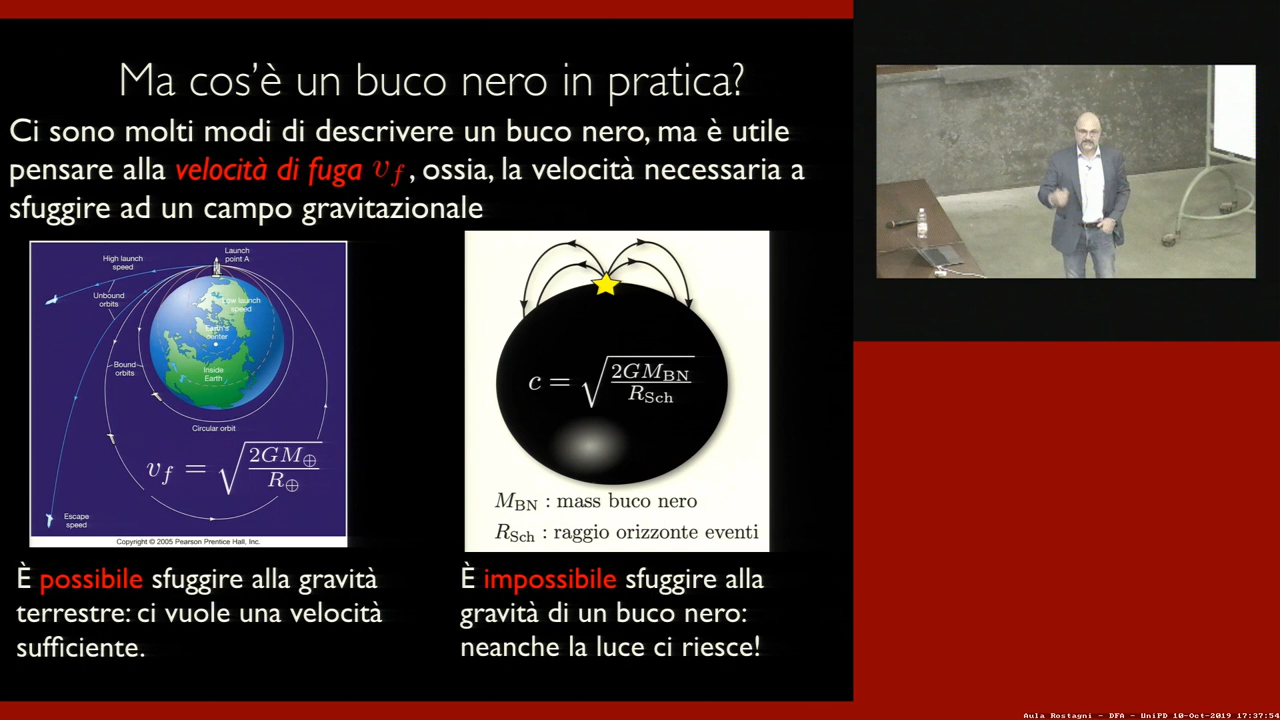 Ma cos'è un buco nero in pratica?
Ci sono molti modi di descrivere un buco nero, ma è utile
pensare alla velocità di fuga v_f, ossia, la velocità necessaria a
sfuggire ad un campo gravitazionale
Launch
point A
High launch
speed
Unbound
orbits
Low launch
speed
Earth's
center
Bound
orbits
Inside
Earth
Circular orbit
v_f = √(2GM⊕/R⊕)
Escape
speed
Copyright © 2005 Pearson Prentice Hall, Inc.
c = √(2GM_BN/R_Sch)
M_BN : mass buco nero
R_Sch : raggio orizzonte eventi
È possibile sfuggire alla gravità
terrestre: ci vuole una velocità
sufficiente.
È impossibile sfuggire alla
gravità di un buco nero:
neanche la luce ci riesce!
Aula Rostagni - DFA - UniPD 10-Oct-2019 17:37:54